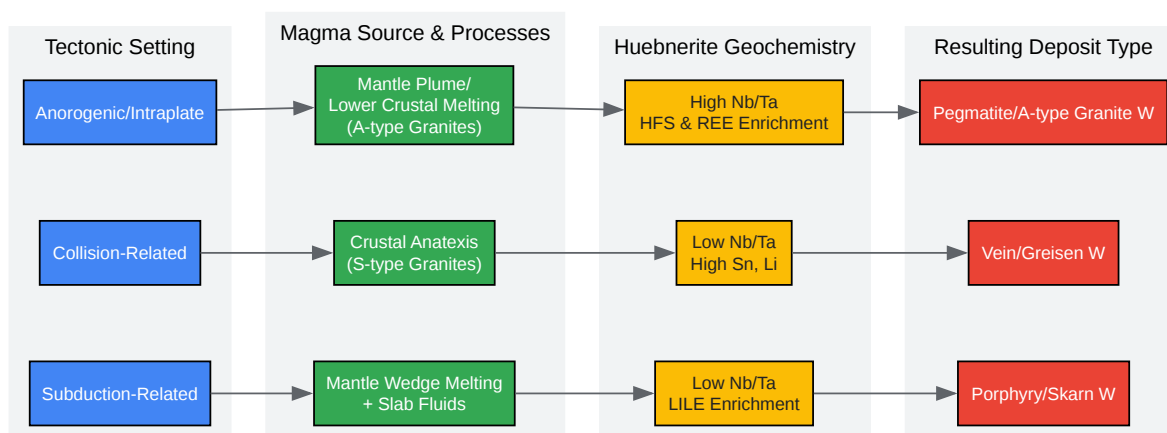 Tectonic Setting
Magma Source & Processes
Huebnerite Geochemistry
Resulting Deposit Type
Anorogenic/Intraplate
Mantle Plume/
Lower Crustal Melting
(A-type Granites)
High Nb/Ta
HFS & REE Enrichment
Pegmatite/A-type Granite W
Collision-Related
Crustal Anatexis
(S-type Granites)
Low Nb/Ta
High Sn, Li
Vein/Greisen W
Subduction-Related
Mantle Wedge Melting
+ Slab Fluids
Low Nb/Ta
LILE Enrichment
Porphyry/Skarn W